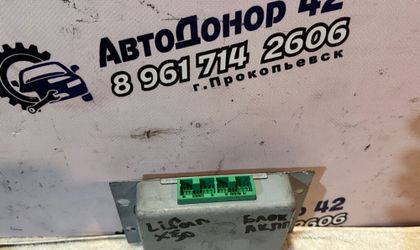 АвтоДонор 42
8 961 714 2606
г.Прокопьевск
Lifan
X50
Блок
АКПП